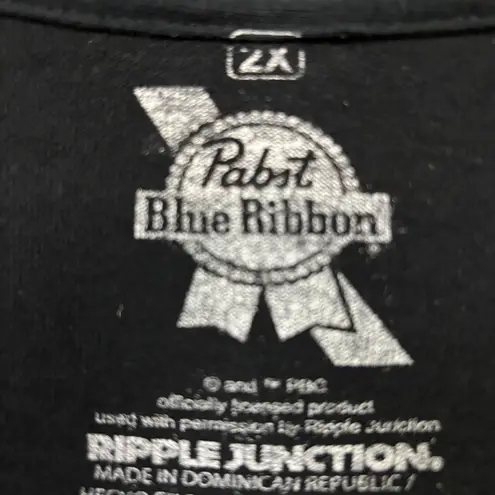 2X
Pabst
Blue Ribbon
© and ™ PBC
officially licensed product
used with permission by Ripple Junction
RIPPLE JUNCTION®
MADE IN DOMINICAN REPUBLIC /
HECHO